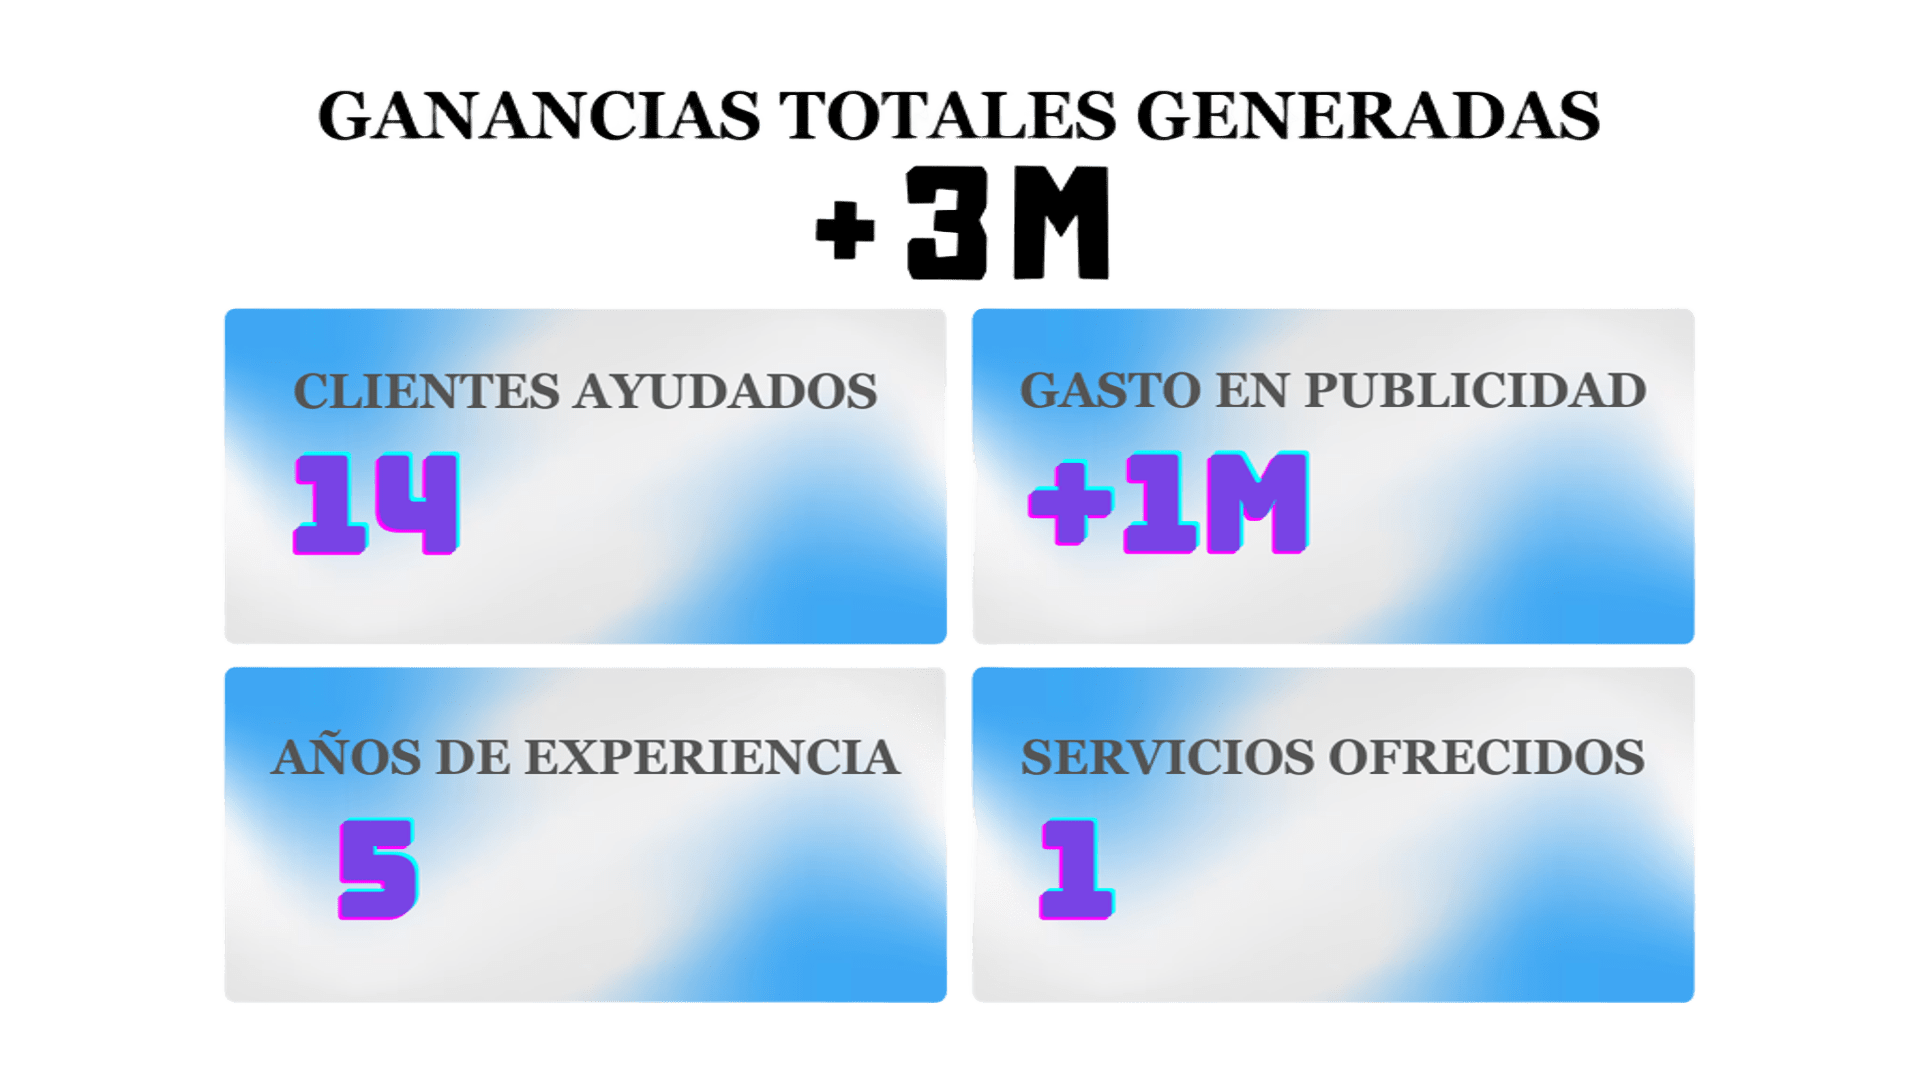 GANANCIAS TOTALES GENERADAS
+3M
CLIENTES AYUDADOS
14
GASTO EN PUBLICIDAD
+1M
AÑOS DE EXPERIENCIA
5
SERVICIOS OFRECIDOS
1